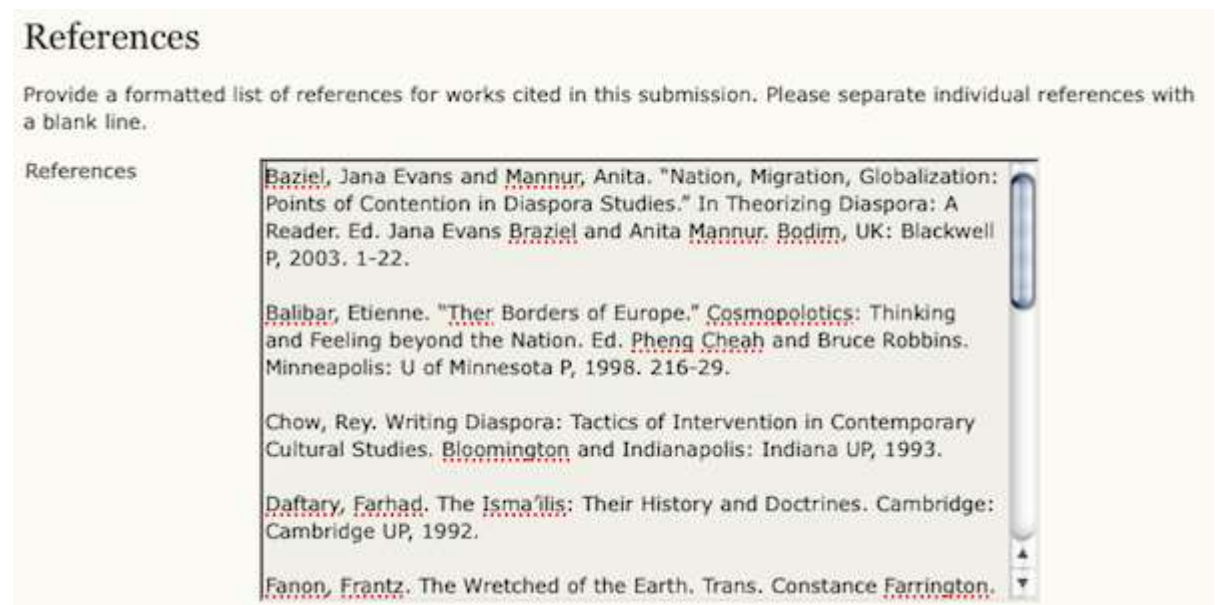 References
Provide a formatted list of references for works cited in this submission. Please separate individual references with
a blank line.
References
Baziel, Jana Evans and Mannur, Anita. “Nation, Migration, Globalization:
Points of Contention in Diaspora Studies.” In Theorizing Diaspora: A
Reader. Ed. Jana Evans Braziel and Anita Mannur. Bodim, UK: Blackwell
P, 2003. 1-22.
Balibar, Etienne. “Ther Borders of Europe.” Cosmopolotics: Thinking
and Feeling beyond the Nation. Ed. Pheng Cheah and Bruce Robbins.
Minneapolis: U of Minnesota P, 1998. 216-29.
Chow, Rey. Writing Diaspora: Tactics of Intervention in Contemporary
Cultural Studies. Bloomington and Indianapolis: Indiana UP, 1993.
Daftary, Farhad. The Isma’ilis: Their History and Doctrines. Cambridge:
Cambridge UP, 1992.
Fanon, Frantz. The Wretched of the Earth. Trans. Constance Farrington.